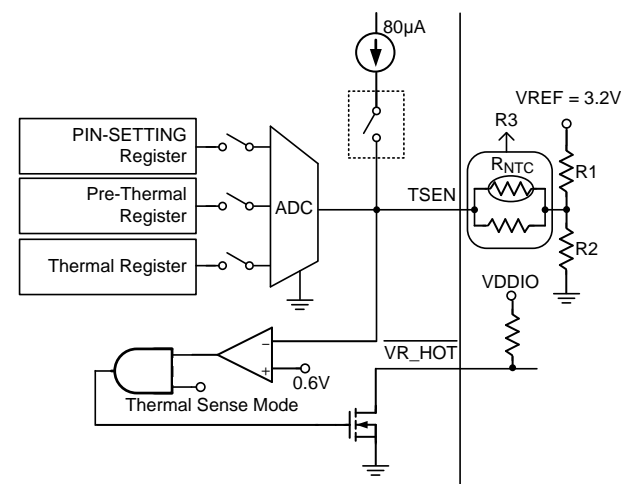 80µA
VREF = 3.2V
R3
PIN-SETTING
Register
RNTC
R1
Pre-Thermal
Register
ADC
TSEN
Thermal Register
R2
VDDIO
VR_HOT
0.6V
Thermal Sense Mode